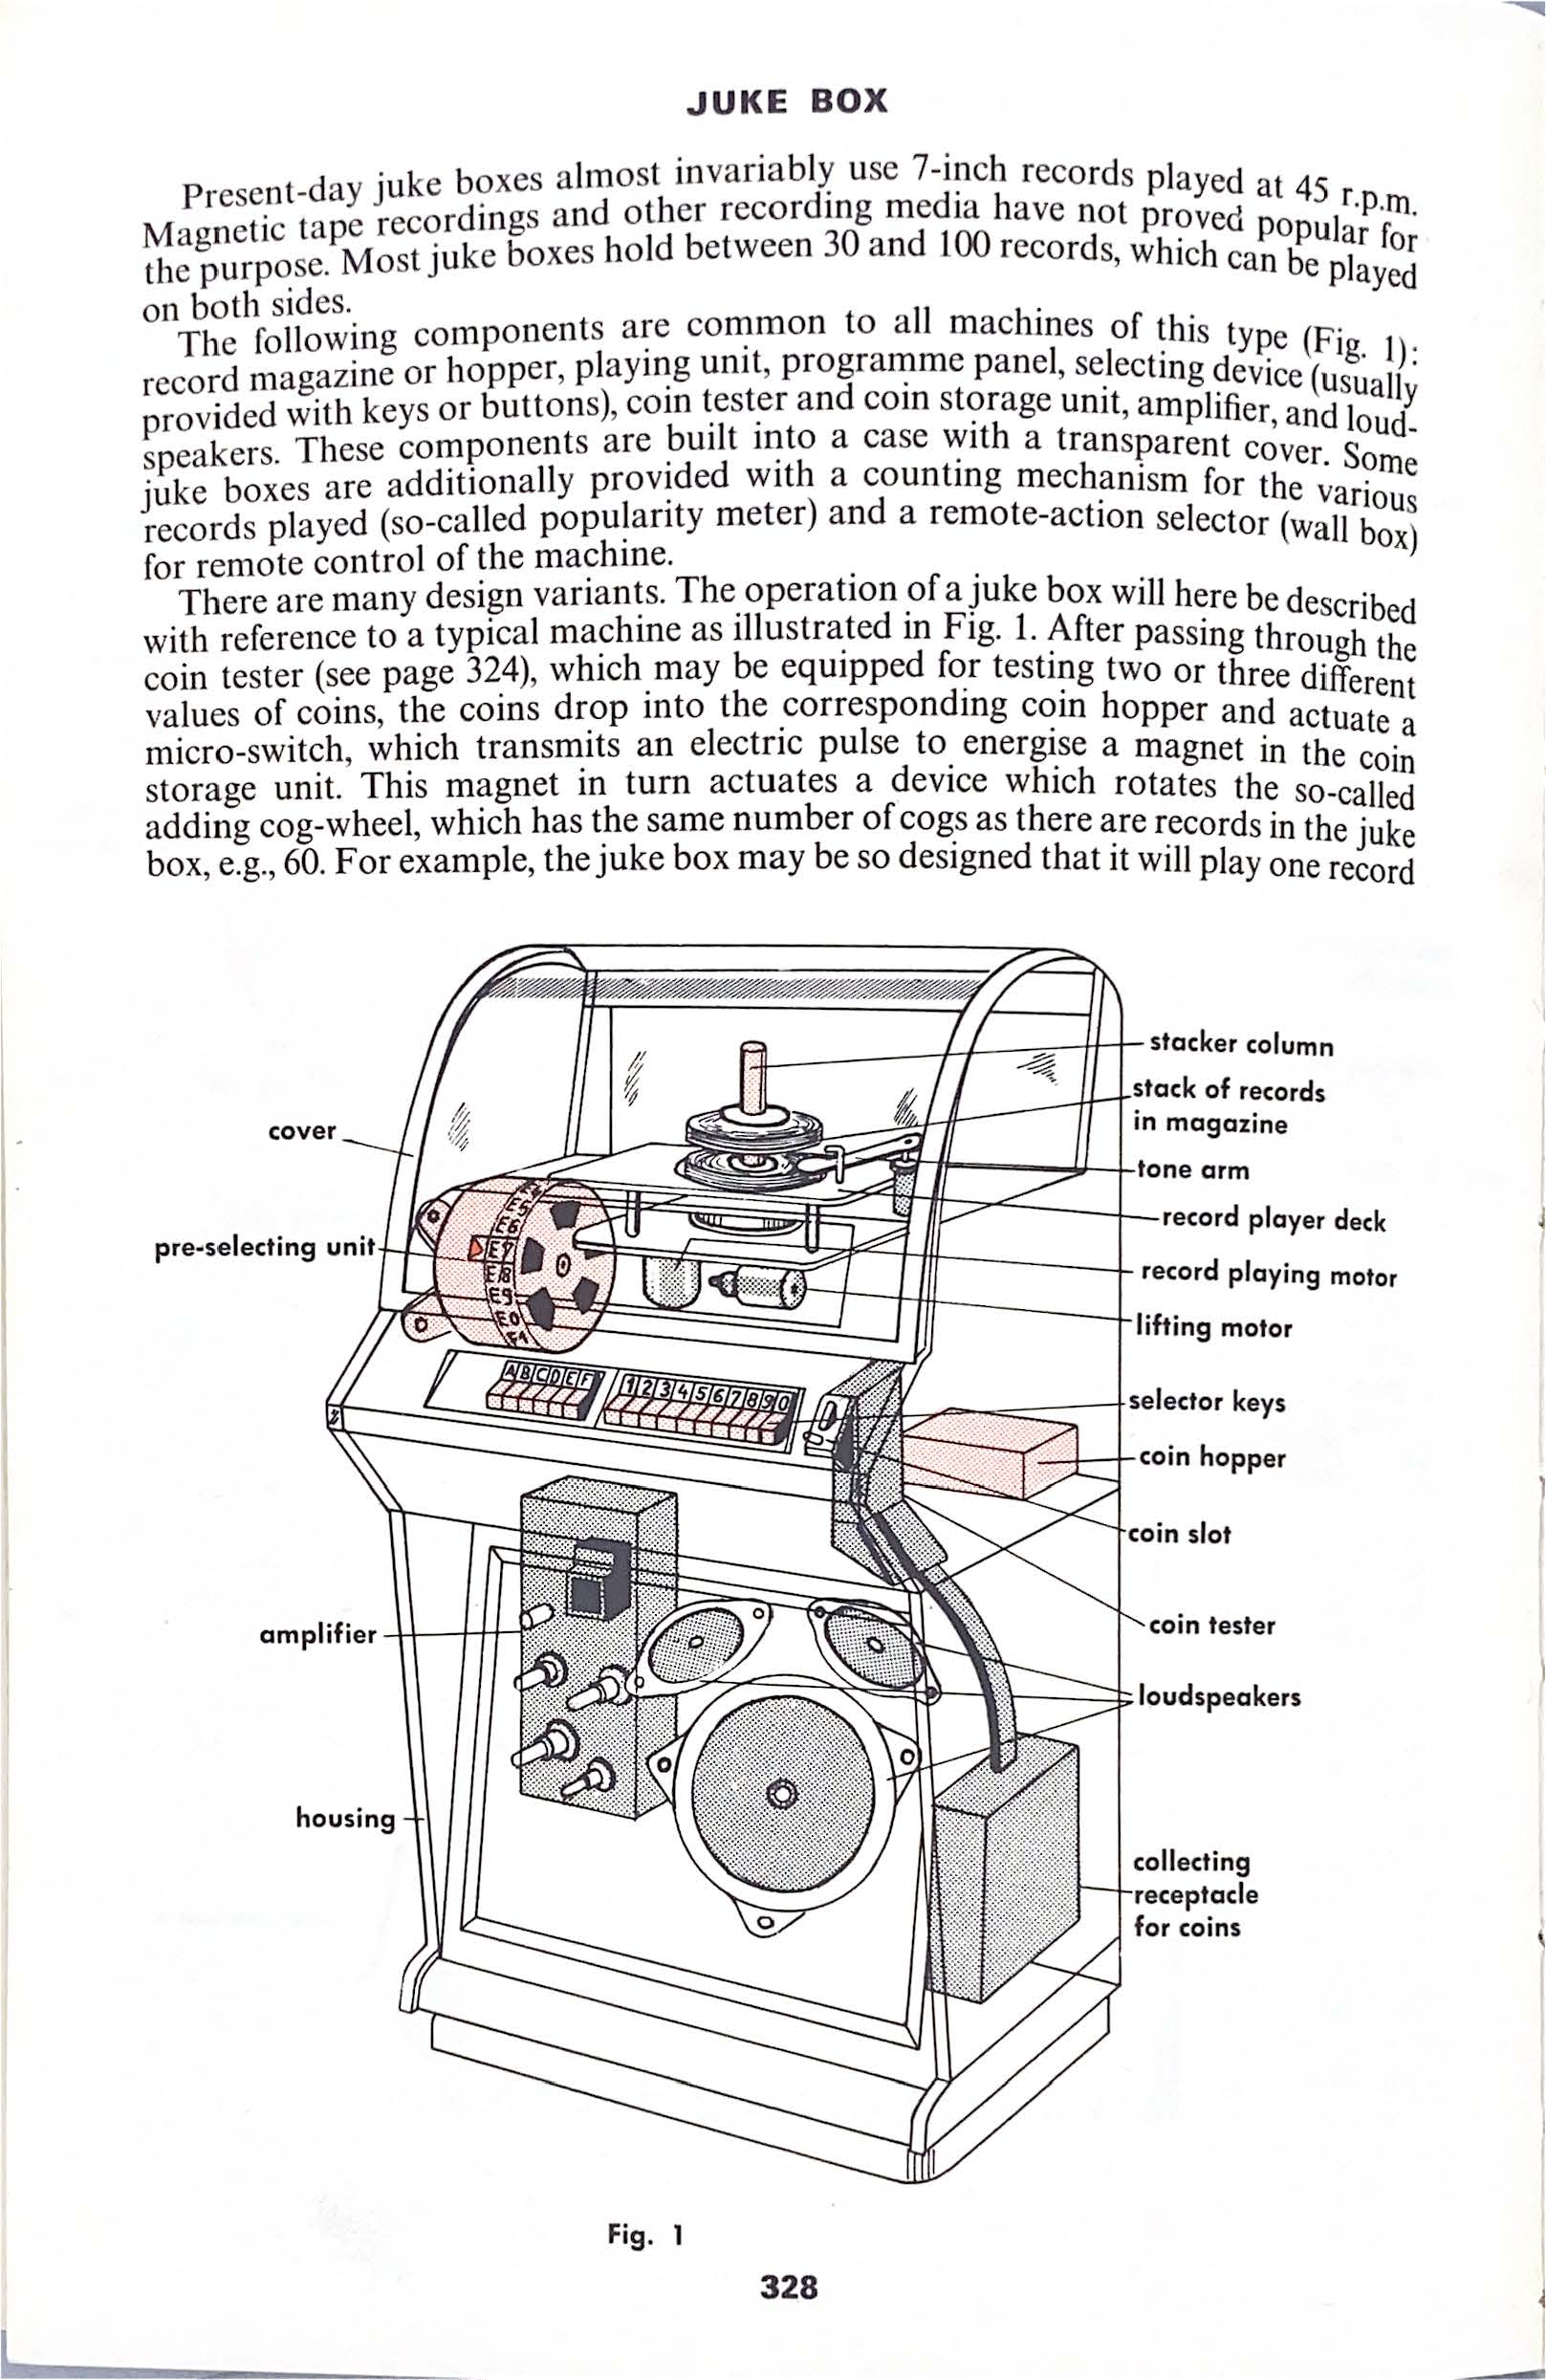 JUKE BOX
Present-day juke boxes almost invariably use 7-inch records played at 45 r.p.m.
Magnetic tape recordings and other recording media have not proved popular for
the purpose. Most juke boxes hold between 30 and 100 records, which can be played
on both sides.
The following components are common to all machines of this type (Fig. 1):
record magazine or hopper, playing unit, programme panel, selecting device (usually
provided with keys or buttons), coin tester and coin storage unit, amplifier, and loud-
speakers. These components are built into a case with a transparent cover. Some
juke boxes are additionally provided with a counting mechanism for the various
records played (so-called popularity meter) and a remote-action selector (wall box)
for remote control of the machine.
There are many design variants. The operation of a juke box will here be described
with reference to a typical machine as illustrated in Fig. 1. After passing through the
coin tester (see page 324), which may be equipped for testing two or three different
values of coins, the coins drop into the corresponding coin hopper and actuate a
micro-switch, which transmits an electric pulse to energise a magnet in the coin
storage unit. This magnet in turn actuates a device which rotates the so-called
adding cog-wheel, which has the same number of cogs as there are records in the juke
box, e.g., 60. For example, the juke box may be so designed that it will play one record
stacker column
stack of records
in magazine
cover
tone arm
record player deck
pre-selecting unit
E5
E6
E7
E8
E9
E0
record playing motor
lifting motor
A B C D E F
1 2 3 4 5 6 7 8 9 0
selector keys
coin hopper
coin slot
coin tester
amplifier
loudspeakers
housing
collecting
receptacle
for coins
Fig. 1
328